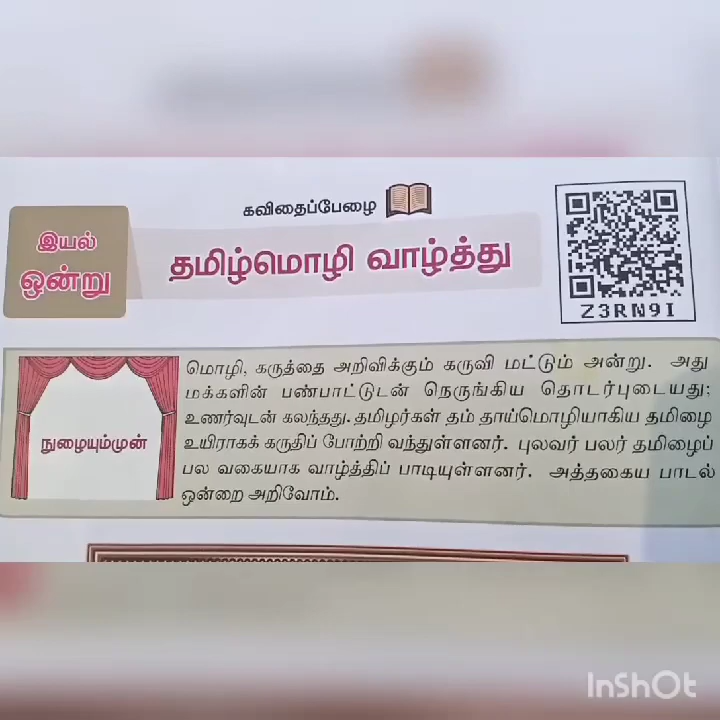 கவிதைப்பேழை
இயல்
ஒன்று
தமிழ்மொழி வாழ்த்து
Z3RN9I
நுழையும்முன்
மொழி, கருத்தை அறிவிக்கும் கருவி மட்டும் அன்று. அது
மக்களின் பண்பாட்டுடன் நெருங்கிய தொடர்புடையது;
உணர்வுடன் கலந்தது. தமிழர்கள் தம் தாய்மொழியாகிய தமிழை
உயிராகக் கருதிப் போற்றி வந்துள்ளனர். புலவர் பலர் தமிழைப்
பல வகையாக வாழ்த்திப் பாடியுள்ளனர். அத்தகைய பாடல்
ஒன்றை அறிவோம்.
InShOt